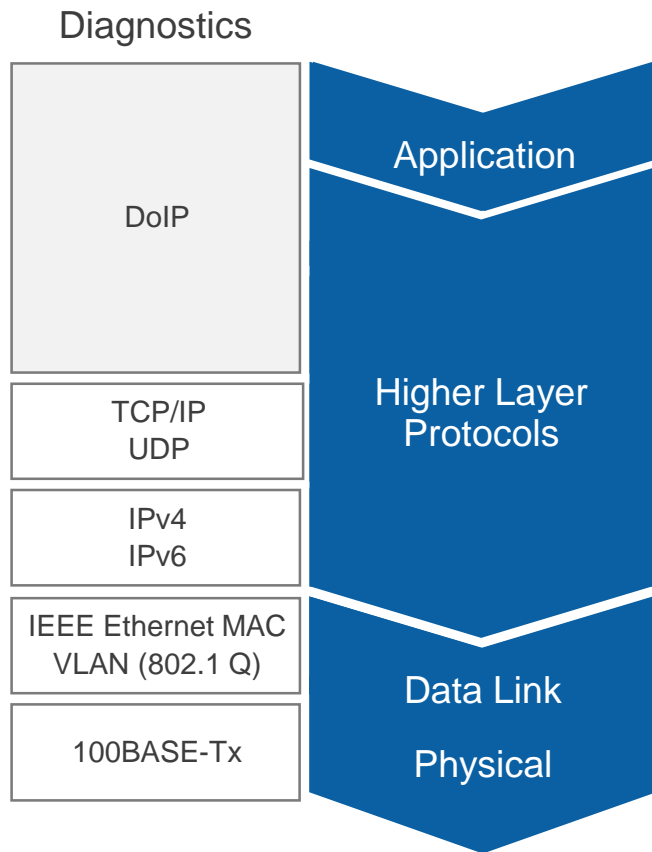 Diagnostics
DoIP
TCP/IP
UDP
IPv4
IPv6
IEEE Ethernet MAC
VLAN (802.1 Q)
100BASE-Tx
Application
Higher Layer
Protocols
Data Link
Physical